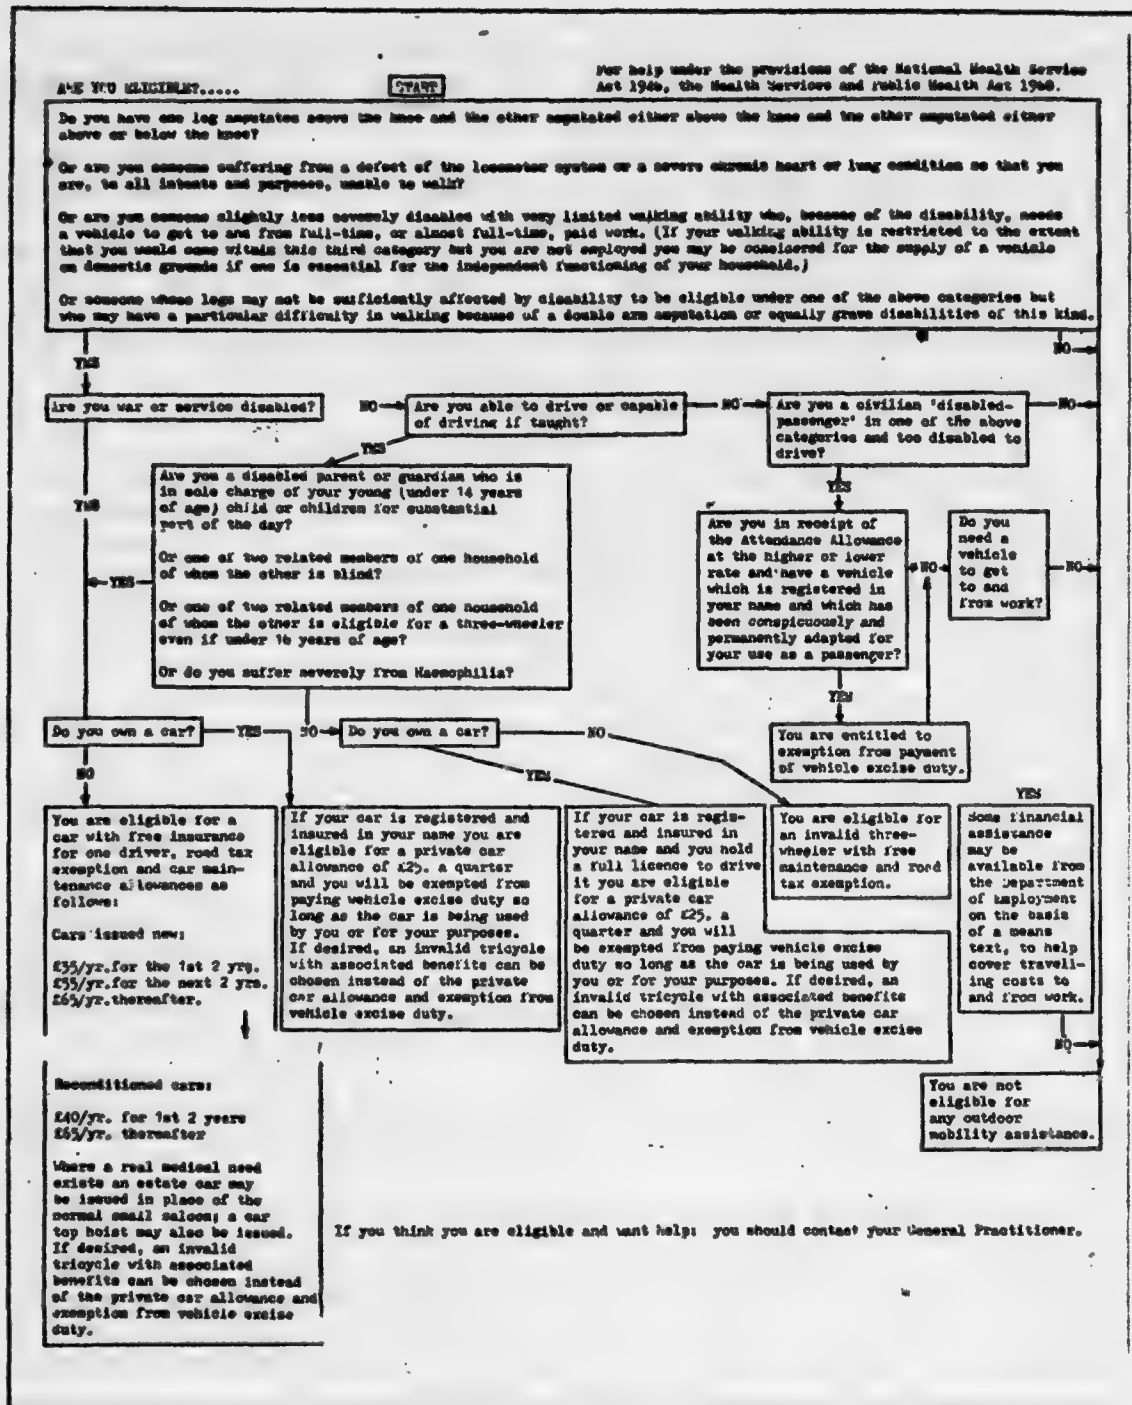 ARE YOU ELIGIBLE?.....
START
For help under the provisions of the National Health Service
Act 1946, the Health Services and Public Health Act 1968.
Do you have one leg amputated above the knee and the other amputated either above the knee and the other amputated either
above or below the knee?
Or are you someone suffering from a defect of the locomotor system or a severe chronic heart or lung condition so that you
are, to all intents and purposes, unable to walk?
Or are you someone slightly less severely disabled with very limited walking ability who, because of the disability, needs
a vehicle to get to and from full-time, or almost full-time, paid work. (If your walking ability is restricted to the extent
that you would come within this third category but you are not employed you may be considered for the supply of a vehicle
on domestic grounds if one is essential for the independent functioning of your household.)
Or someone whose legs may not be sufficiently affected by disability to be eligible under one of the above categories but
who may have a particular difficulty in walking because of a double arm amputation or equally grave disabilities of this kind.
YES
NO
Are you war or service disabled?
NO
Are you able to drive or capable
of driving if taught?
NO
Are you a civilian 'disabled-
passenger' in one of the above
categories and too disabled to
drive?
NO
YES
YES
YES
Are you a disabled parent or guardian who is
in sole charge of your young (under 14 years
of age) child or children for substantial
part of the day?
Or one of two related members of one household
of whom the other is blind?
Or one of two related members of one household
of whom the other is eligible for a three-wheeler
even if under 16 years of age?
Or do you suffer severely from Haemophilia?
YES
Are you in receipt of
the Attendance Allowance
at the higher or lower
rate and have a vehicle
which is registered in
your name and which has
been conspicuously and
permanently adapted for
your use as a passenger?
NO
Do you
need a
vehicle
to get
to and
from work?
NO
YES
Do you own a car?
YES
NO
Do you own a car?
NO
You are entitled to
exemption from payment
of vehicle excise duty.
NO
YES
YES
You are eligible for a
car with free insurance
for one driver, road tax
exemption and car main-
tenance allowances as
follows:
Cars issued new:
£35/yr.for the 1st 2 yrs.
£55/yr.for the next 2 yrs.
£65/yr.thereafter.
If your car is registered and
insured in your name you are
eligible for a private car
allowance of £25. a quarter
and you will be exempted from
paying vehicle excise duty so
long as the car is being used
by you or for your purposes.
If desired, an invalid tricycle
with associated benefits can be
chosen instead of the private
car allowance and exemption from
vehicle excise duty.
If your car is regis-
tered and insured in
your name and you hold
a full licence to drive
it you are eligible
for a private car
allowance of £25. a
quarter and you will
be exempted from paying vehicle excise
duty so long as the car is being used by
you or for your purposes. If desired, an
invalid tricycle with associated benefits
can be chosen instead of the private car
allowance and exemption from vehicle excise
duty.
You are eligible for
an invalid three-
wheeler with free
maintenance and road
tax exemption.
Some financial
assistance
may be
available from
the Department
of Employment
on the basis
of a means
text, to help
cover travell-
ing costs to
and from work.
NO
You are not
eligible for
any outdoor
mobility assistance.
Reconditioned cars:
£40/yr. for 1st 2 years
£65/yr. thereafter
Where a real medical need
exists an estate car may
be issued in place of the
normal small saloon; a car
top hoist may also be issued.
If desired, an invalid
tricycle with associated
benefits can be chosen instead
of the private car allowance and
exemption from vehicle excise
duty.
If you think you are eligible and want help: you should contact your General Practitioner.